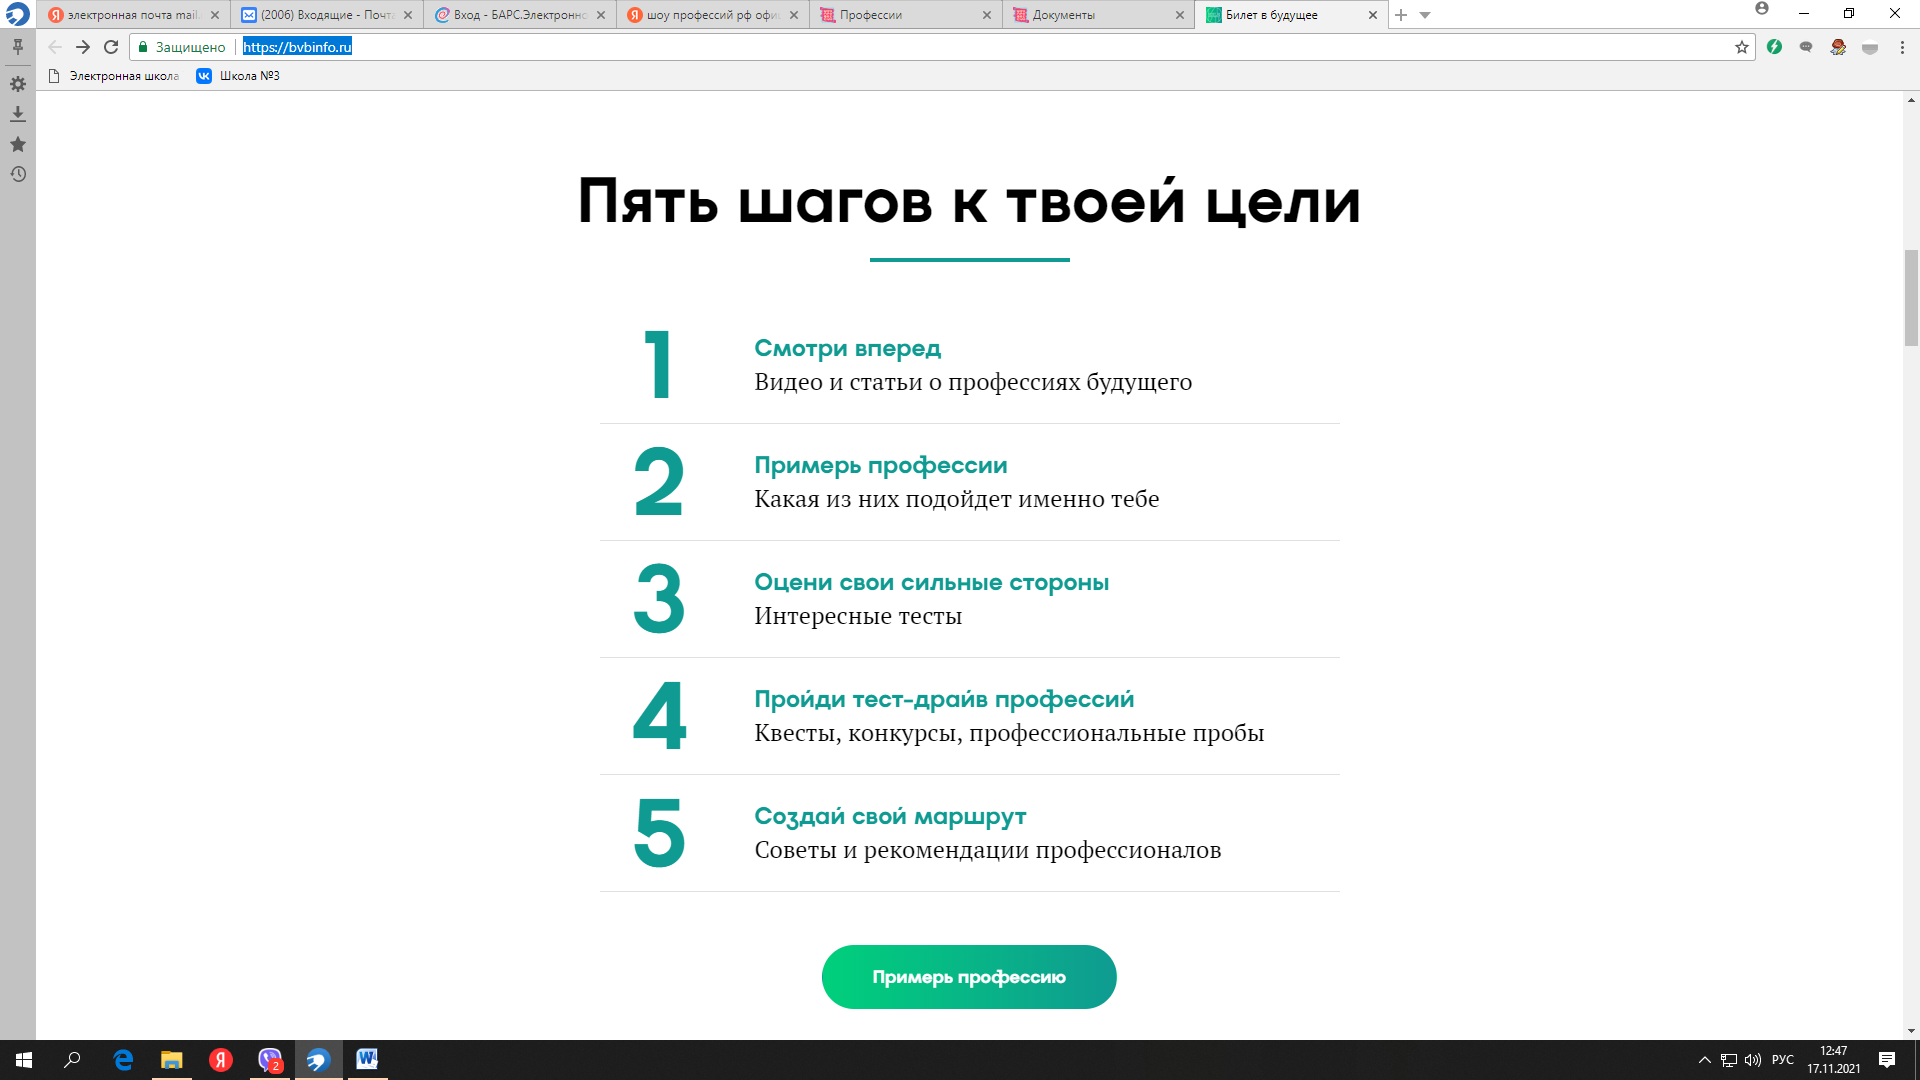 электронная почта mail
(2006) Входящие - Почта
Вход - БАРС.Электронно
шоу профессий рф офи
Профессии
Документы
Билет в будущее
Защищено
https://bvbinfo.ru
Электронная школа
Школа №3
Пять шагов к твоей цели
1
Смотри вперед
Видео и статьи о профессиях будущего
2
Примерь профессии
Какая из них подойдет именно тебе
3
Оцени свои сильные стороны
Интересные тесты
4
Пройди тест-драйв профессий
Квесты, конкурсы, профессиональные пробы
5
Создай свой маршрут
Советы и рекомендации профессионалов
Примерь профессию
2
РУС
12:47
17.11.2021